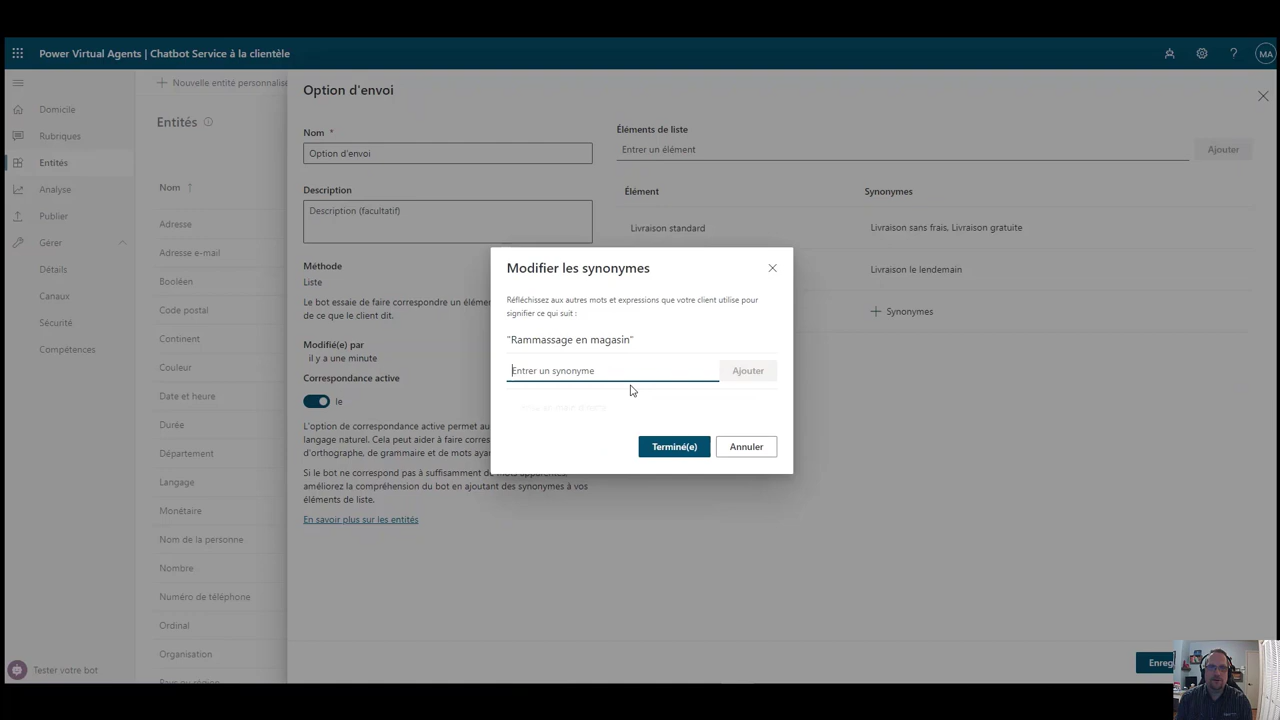 Power Virtual Agents | Chatbot Service à la clientèle
MA
Nouvelle entité personnalisé
Option d'envoi
Domicile
Entités
Nom *
Éléments de liste
Rubriques
Option d'envoi
Entrer un élément
Ajouter
Entités
Nom
Description
Élément
Synonymes
Analyse
Publier
Description (facultatif)
Adresse
Livraison standard
Livraison sans frais, Livraison gratuite
Gérer
Adresse e-mail
Méthode
Modifier les synonymes
Livraison le lendemain
Détails
Booléen
Liste
Canaux
Code postal
Le bot essaie de faire correspondre un élémen
de ce que le client dit.
Réfléchissez aux autres mots et expressions que votre client utilise pour
signifier ce qui suit :
Synonymes
Sécurité
Continent
Modifié(e) par
"Rammassage en magasin"
Compétences
Couleur
il y a une minute
Correspondance active
Entrer un synonyme
Ajouter
Date et heure
le
Durée
L'option de correspondance active permet au
langage naturel. Cela peut aider à faire corres
d'orthographe, de grammaire et de mots ayan
Terminé(e)
Annuler
Département
Langage
Si le bot ne correspond pas à suffisamment de mots apparentés,
améliorez la compréhension du bot en ajoutant des synonymes à vos
éléments de liste.
Monétaire
En savoir plus sur les entités
Nom de la personne
Nombre
Numéro de téléphone
Ordinal
Organisation
Tester votre bot
Enreg